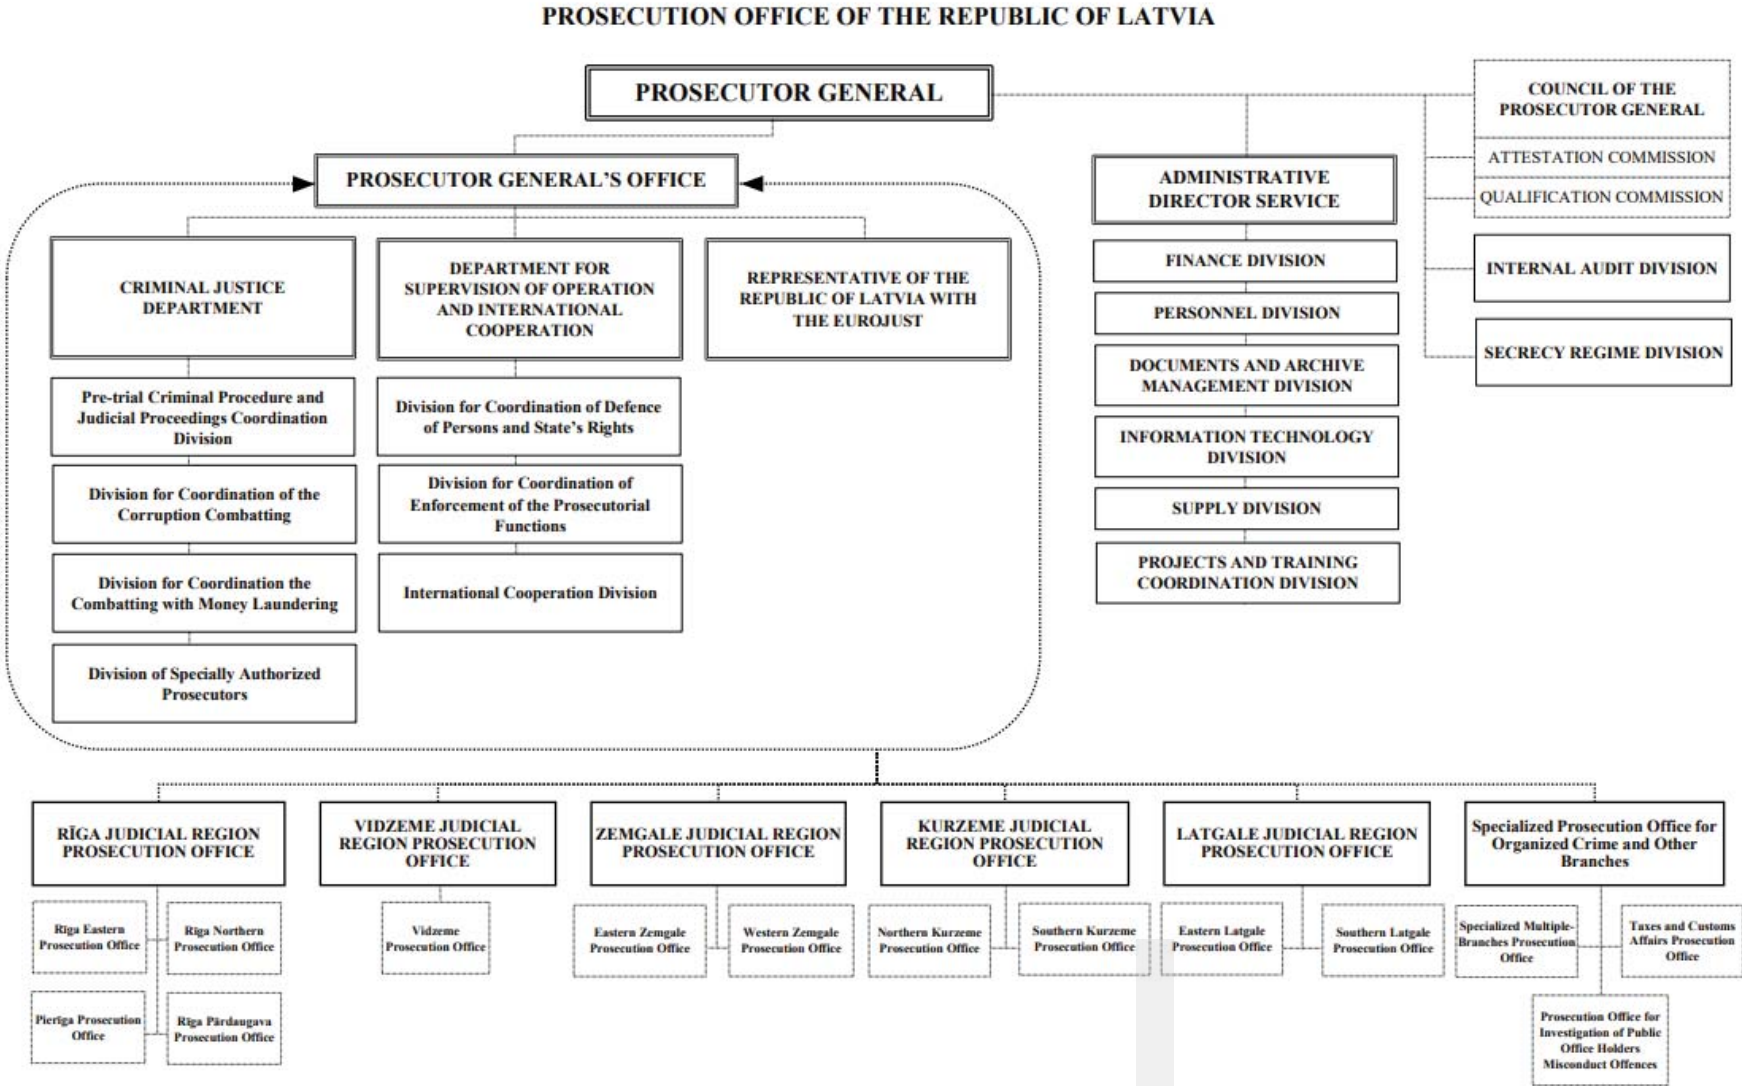 PROSECUTION OFFICE OF THE REPUBLIC OF LATVIA
PROSECUTOR GENERAL
COUNCIL OF THE
PROSECUTOR GENERAL
ATTESTATION COMMISSION
QUALIFICATION COMMISSION
INTERNAL AUDIT DIVISION
SECRECY REGIME DIVISION
PROSECUTOR GENERAL'S OFFICE
CRIMINAL JUSTICE
DEPARTMENT
Pre-trial Criminal Procedure and
Judicial Proceedings Coordination
Division
Division for Coordination of the
Corruption Combatting
Division for Coordination the
Combatting with Money Laundering
Division of Specially Authorized
Prosecutors
DEPARTMENT FOR
SUPERVISION OF OPERATION
AND INTERNATIONAL
COOPERATION
Division for Coordination of Defence
of Persons and State's Rights
Division for Coordination of
Enforcement of the Prosecutorial
Functions
International Cooperation Division
REPRESENTATIVE OF THE
REPUBLIC OF LATVIA WITH
THE EUROJUST
ADMINISTRATIVE
DIRECTOR SERVICE
FINANCE DIVISION
PERSONNEL DIVISION
DOCUMENTS AND ARCHIVE
MANAGEMENT DIVISION
INFORMATION TECHNOLOGY
DIVISION
SUPPLY DIVISION
PROJECTS AND TRAINING
COORDINATION DIVISION
RĪGA JUDICIAL REGION
PROSECUTION OFFICE
Rīga Eastern
Prosecution Office
Rīga Northern
Prosecution Office
Pierīga Prosecution
Office
Rīga Pārdaugava
Prosecution Office
VIDZEME JUDICIAL
REGION PROSECUTION
OFFICE
Vidzeme
Prosecution Office
ZEMGALE JUDICIAL REGION
PROSECUTION OFFICE
Eastern Zemgale
Prosecution Office
Western Zemgale
Prosecution Office
KURZEME JUDICIAL
REGION PROSECUTION
OFFICE
Northern Kurzeme
Prosecution Office
Southern Kurzeme
Prosecution Office
LATGALE JUDICIAL REGION
PROSECUTION OFFICE
Eastern Latgale
Prosecution Office
Southern Latgale
Prosecution Office
Specialized Prosecution Office for
Organized Crime and Other
Branches
Specialized Multiple-
Branches Prosecution
Office
Taxes and Customs
Affairs Prosecution
Office
Prosecution Office for
Investigation of Public
Office Holders
Misconduct Offences